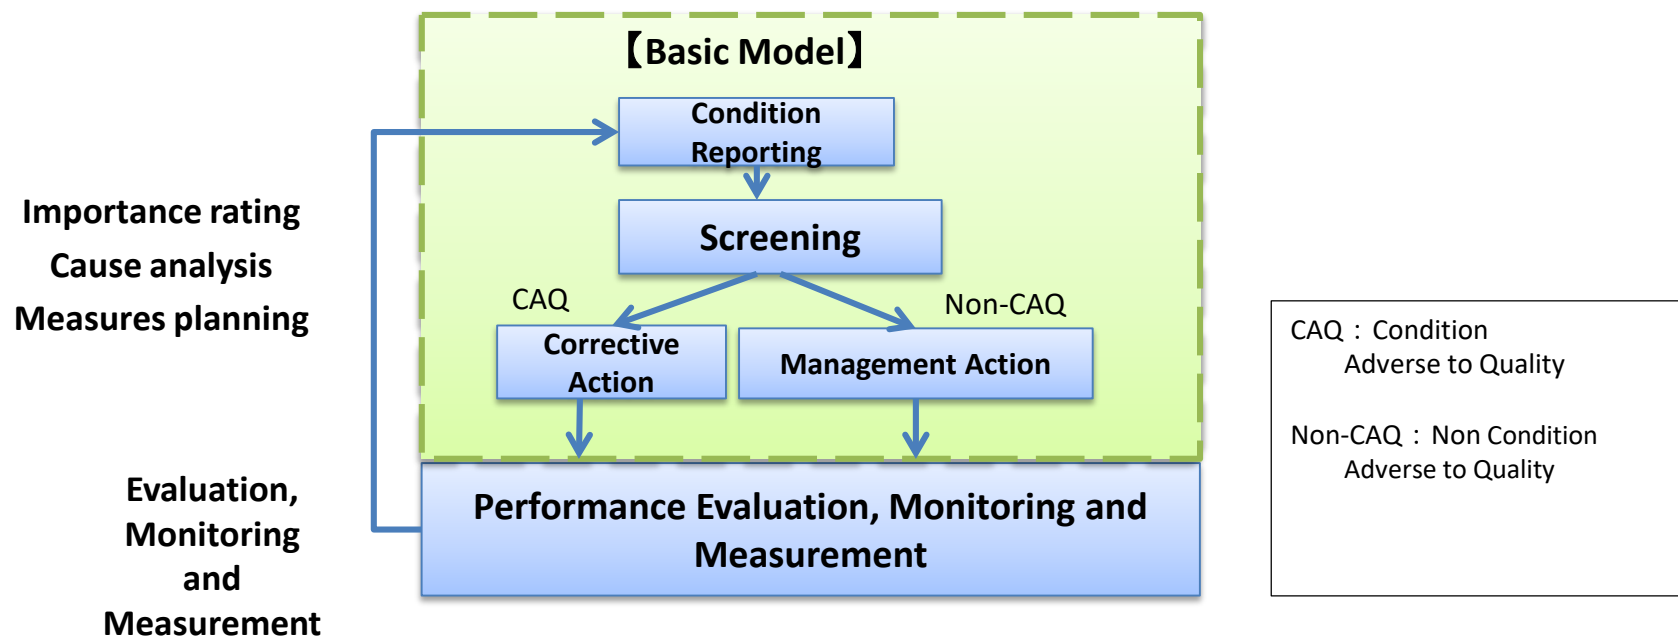 【Basic Model】
Condition
Reporting
Screening
CAQ
Non-CAQ
Corrective
Action
Management Action
Performance Evaluation, Monitoring and
Measurement
Importance rating
Cause analysis
Measures planning
Evaluation,
Monitoring
and
Measurement
CAQ：Condition
Adverse to Quality
Non-CAQ：Non Condition
Adverse to Quality